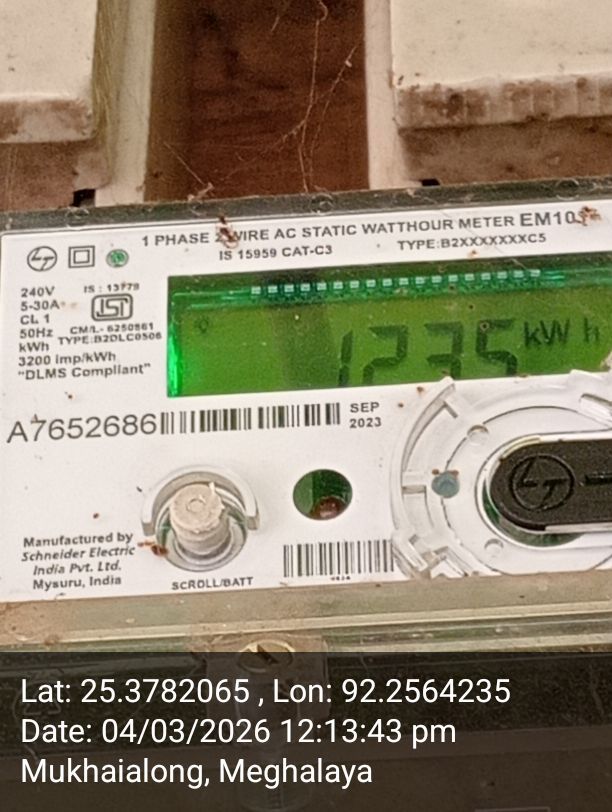 1 PHASE 2 WIRE AC STATIC WATTHOUR METER EM10
IS 15959 CAT-C3
TYPE:B2XXXXXXXC5
240V
5-30A
CL 1
50Hz
kWh
3200 imp/kWh
"DLMS Compliant"
IS : 13779
ISI
CM/L- 6250861
TYPE:B2DLC0506
1235 kWh
A7652686
SEP
2023
LT
Manufactured by
Schneider Electric
India Pvt. Ltd.
Mysuru, India
SCROLL/BATT
Lat: 25.3782065 , Lon: 92.2564235
Date: 04/03/2026 12:13:43 pm
Mukhaialong, Meghalaya